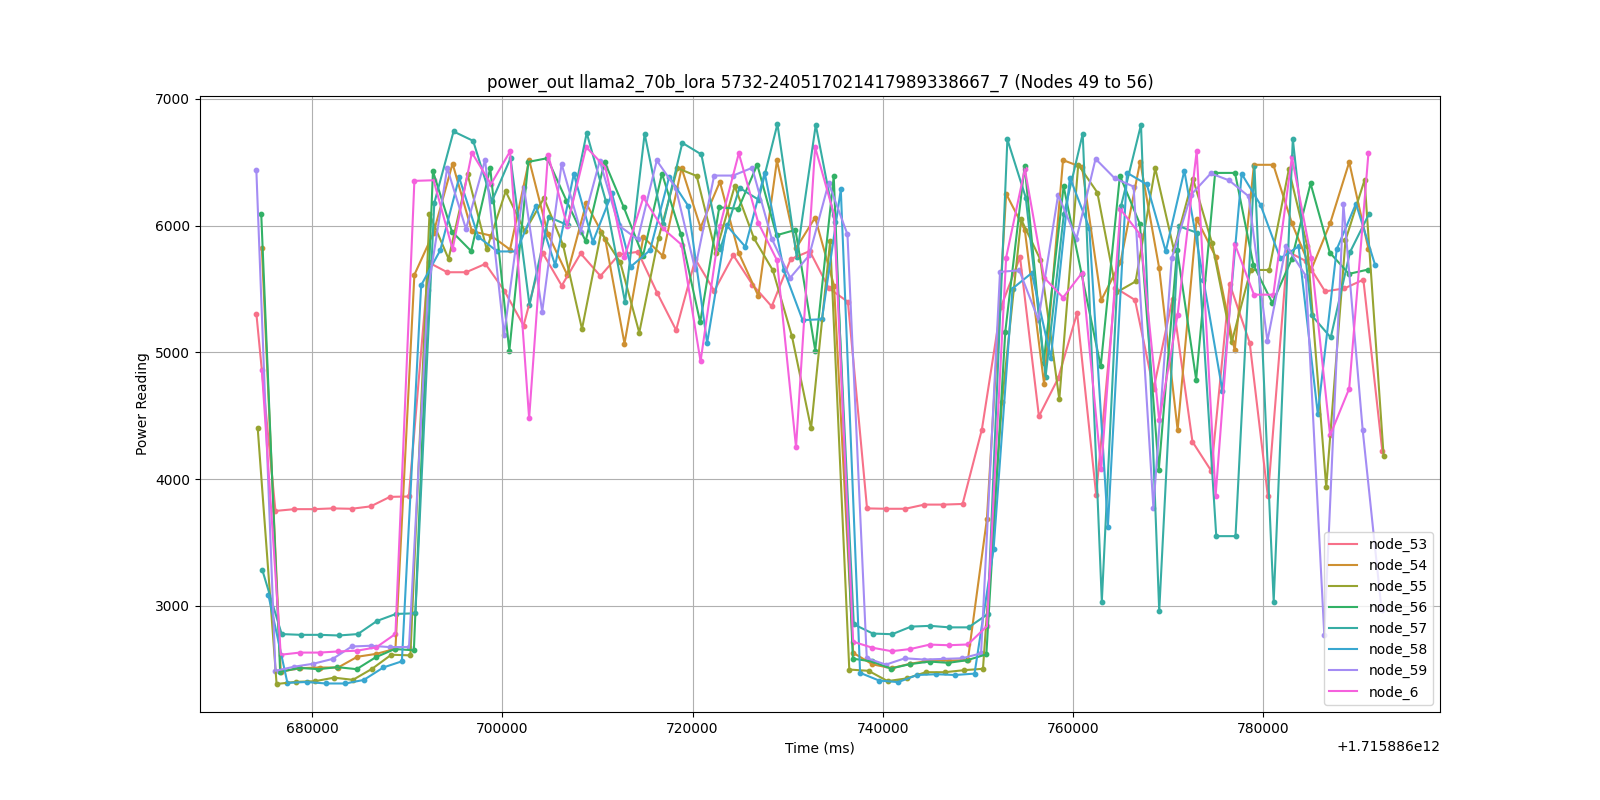 power_out llama2_70b_lora 5732-240517021417989338667_7 (Nodes 49 to 56)
7000
6000
5000
4000
3000
Power Reading
680000
700000
720000
740000
760000
780000
Time (ms)
+1.715886e12
node_53
node_54
node_55
node_56
node_57
node_58
node_59
node_6